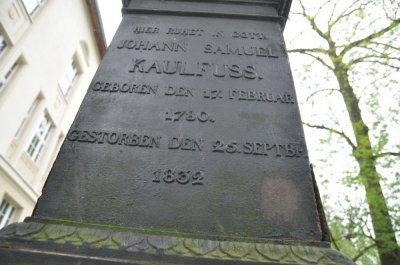 HIER RUHET IN GOTT
JOHANN SAMUEL
KAULFUSS.
GEBOREN DEN 17. FEBRUAR
1780.
GESTORBEN DEN 25. SEPTBR
1832